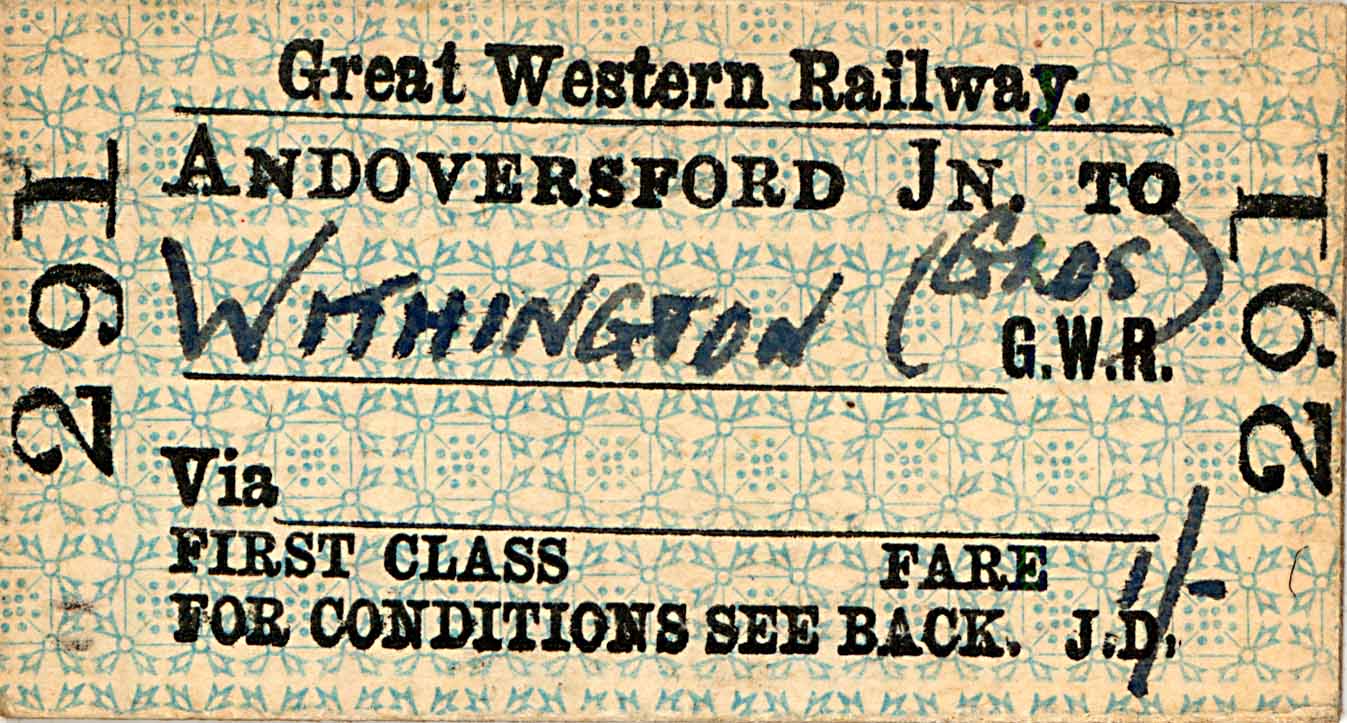 Great Western Railway.
ANDOVERSFORD JN. TO
WITHINGTON (GLOS)
G.W.R.
Via
FIRST CLASS FARE 1/-
FOR CONDITIONS SEE BACK. J.D.
291
291